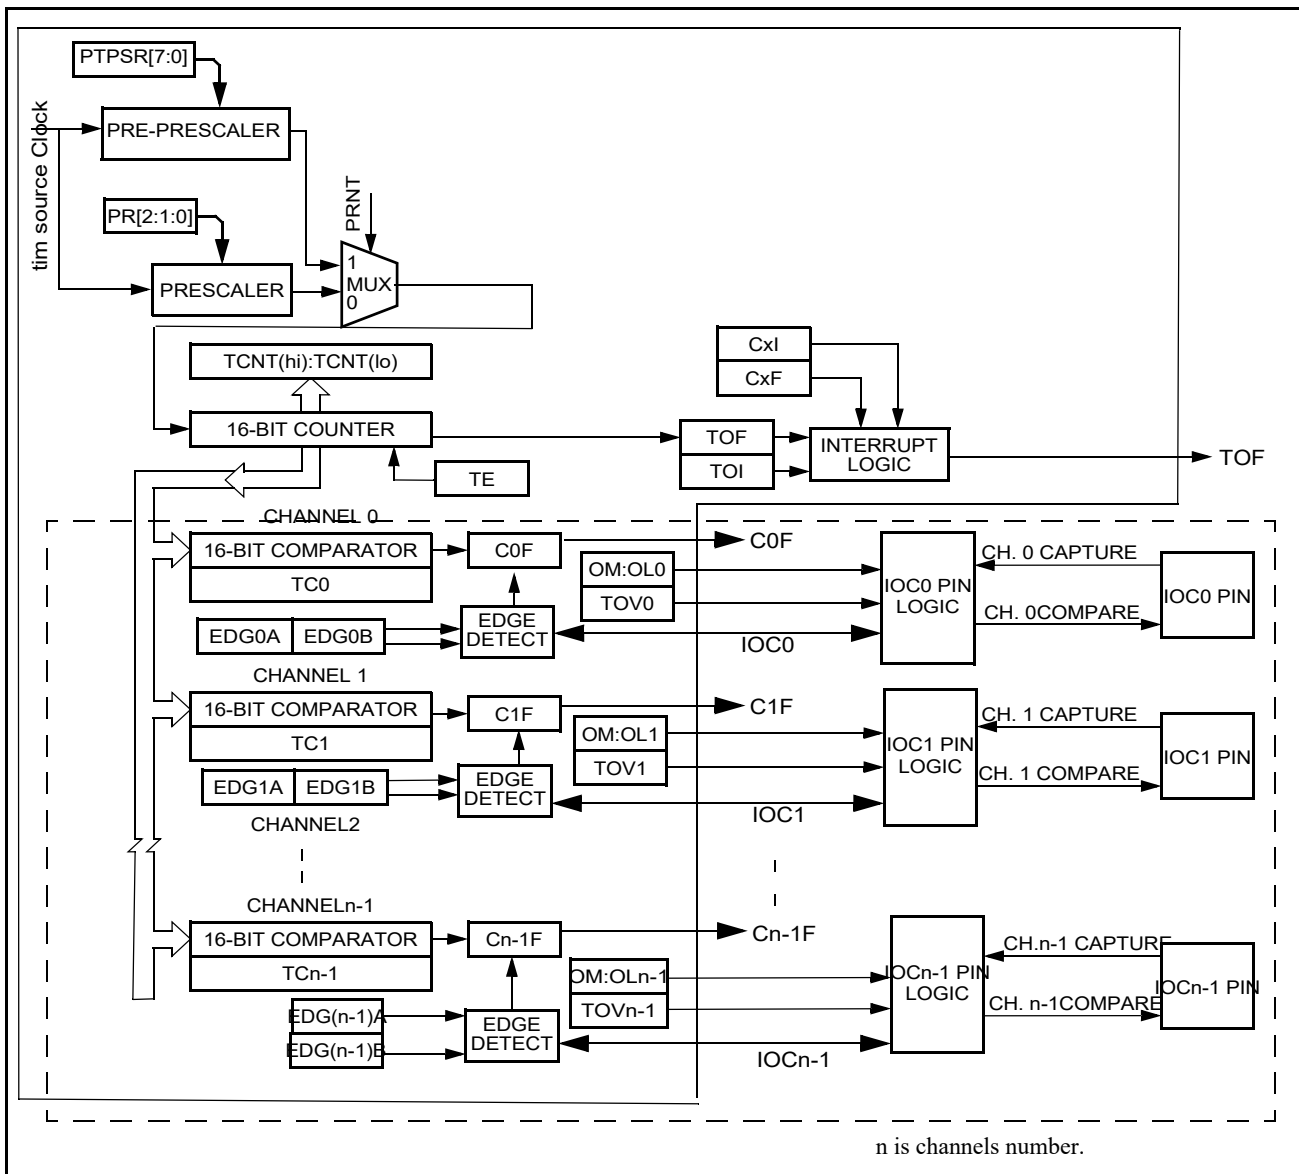 PTPSR[7:0]
tim source Clock
PRE-PRESCALER
PR[2:1:0]
PRNT
PRESCALER
1
MUX
0
TCNT(hi):TCNT(lo)
CxI
CxF
16-BIT COUNTER
TOF
TOI
INTERRUPT
LOGIC
TOF
TE
CHANNEL 0
16-BIT COMPARATOR
TC0
C0F
C0F
OM:OL0
TOV0
EDG0A
EDG0B
EDGE
DETECT
IOC0
IOC0 PIN
LOGIC
CH. 0 CAPTURE
CH. 0COMPARE
IOC0 PIN
CHANNEL 1
16-BIT COMPARATOR
TC1
C1F
C1F
OM:OL1
TOV1
EDG1A
EDG1B
EDGE
DETECT
IOC1
IOC1 PIN
LOGIC
CH. 1 CAPTURE
CH. 1 COMPARE
IOC1 PIN
CHANNEL2
CHANNELn-1
16-BIT COMPARATOR
TCn-1
Cn-1F
Cn-1F
OM:OLn-1
TOVn-1
EDG(n-1)A
EDG(n-1)B
EDGE
DETECT
IOCn-1
IOCn-1 PIN
LOGIC
CH.n-1 CAPTURE
CH. n-1COMPARE
IOCn-1 PIN
n is channels number.